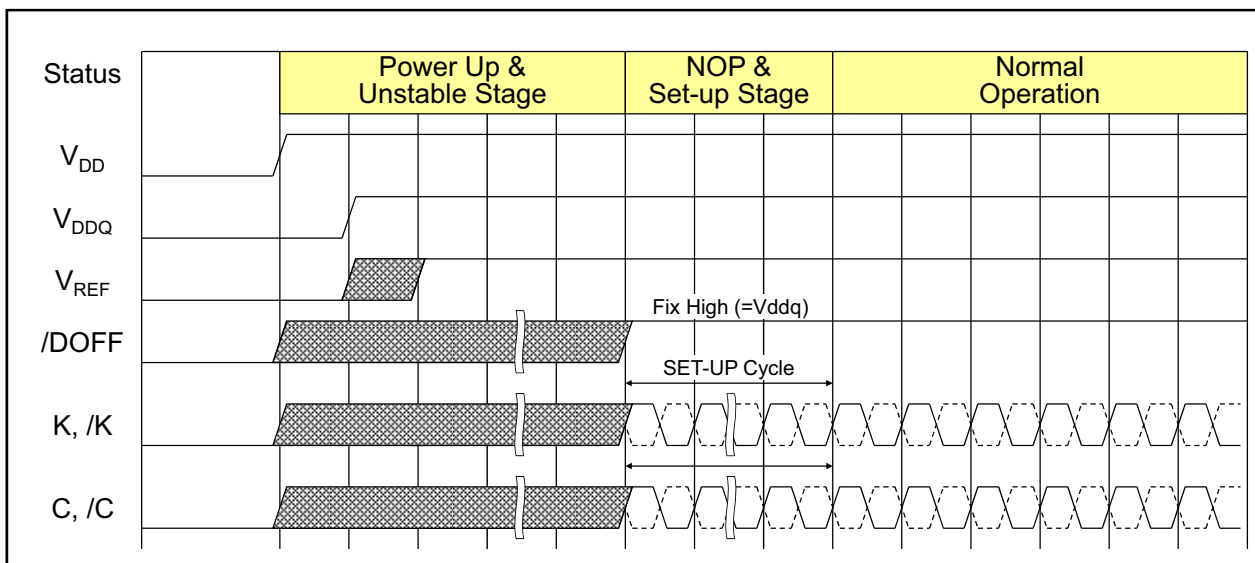 Status
Power Up &
Unstable Stage
NOP &
Set-up Stage
Normal
Operation
VDD
VDDQ
VREF
Fix High (=Vddq)
/DOFF
SET-UP Cycle
K, /K
C, /C